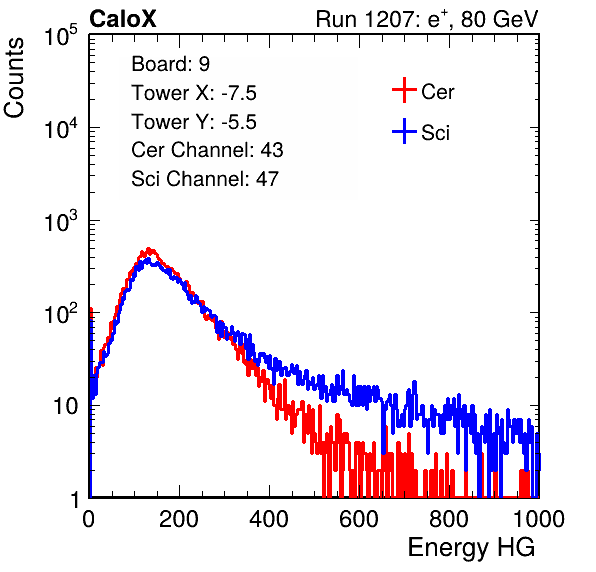 CaloX Run 1207: e⁺, 80 GeV
Counts
Board: 9
Tower X: -7.5
Tower Y: -5.5
Cer Channel: 43
Sci Channel: 47
Cer
Sci
10⁵
10⁴
10³
10²
10
1
0 200 400 600 800 1000
Energy HG